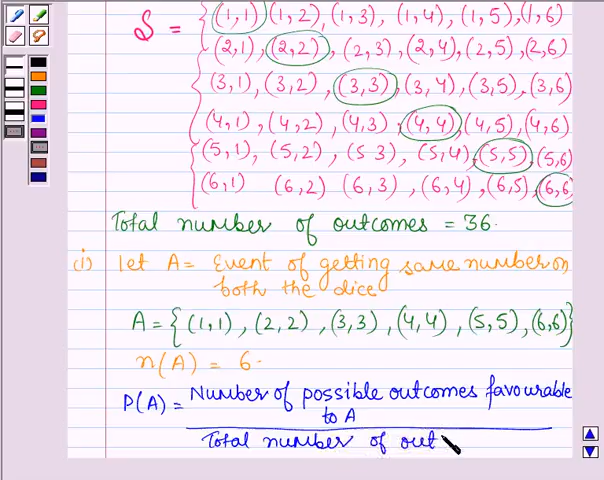 S = {(1,1) (1,2), (1,3), (1,4), (1,5), (1,6)
(2,1), (2,2), (2,3), (2,4), (2,5), (2,6)
(3,1), (3,2), (3,3), (3,4), (3,5), (3,6)
(4,1), (4,2), (4,3), (4,4), (4,5), (4,6)
(5,1), (5,2), (5 3), (5,4), (5,5), (5,6)
(6,1) (6,2) (6,3), (6,4), (6,5), (6,6)
Total number of outcomes = 36.
(i) let A = Event of getting same number on
both the dice
A = { (1,1), (2,2), (3,3), (4,4), (5,5), (6,6)}
n(A) = 6.
P(A) = Number of possible outcomes favourable
to A
Total number of out